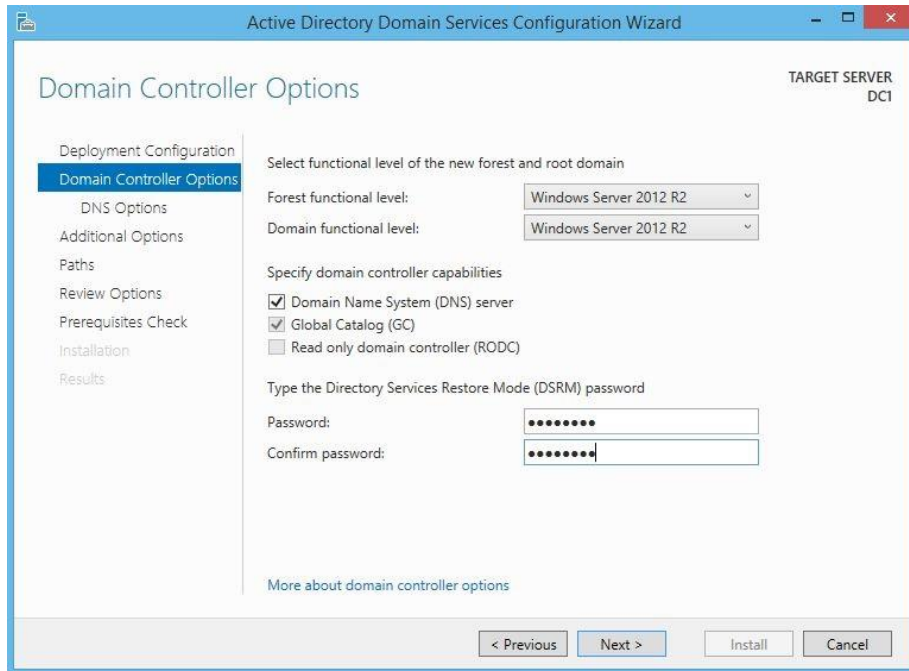 Active Directory Domain Services Configuration Wizard
Domain Controller Options
TARGET SERVER
DC1
Deployment Configuration
Domain Controller Options
DNS Options
Additional Options
Paths
Review Options
Prerequisites Check
Installation
Results
Select functional level of the new forest and root domain
Forest functional level: Windows Server 2012 R2
Domain functional level: Windows Server 2012 R2
Specify domain controller capabilities
Domain Name System (DNS) server
Global Catalog (GC)
Read only domain controller (RODC)
Type the Directory Services Restore Mode (DSRM) password
Password: ••••••••
Confirm password: ••••••••
More about domain controller options
< Previous Next > Install Cancel